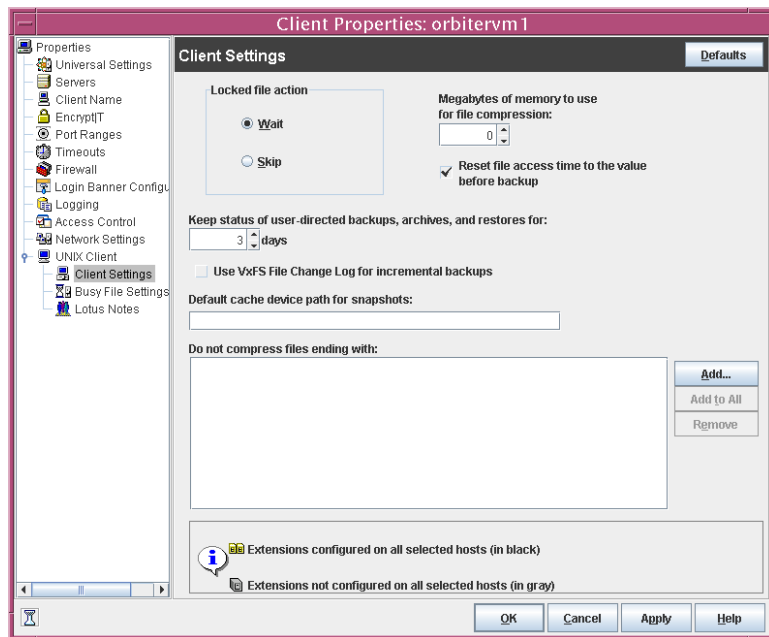 Client Properties: orbitervm1
Properties
Universal Settings
Servers
Client Name
Encrypt|T
Port Ranges
Timeouts
Firewall
Login Banner Configu
Logging
Access Control
Network Settings
UNIX Client
Client Settings
Busy File Settings
Lotus Notes
Client Settings
Defaults
Locked file action
Wait
Skip
Megabytes of memory to use
for file compression:
0
Reset file access time to the value
before backup
Keep status of user-directed backups, archives, and restores for:
3 days
Use VxFS File Change Log for incremental backups
Default cache device path for snapshots:
Do not compress files ending with:
Add...
Add to All
Remove
Extensions configured on all selected hosts (in black)
Extensions not configured on all selected hosts (in gray)
OK
Cancel
Apply
Help